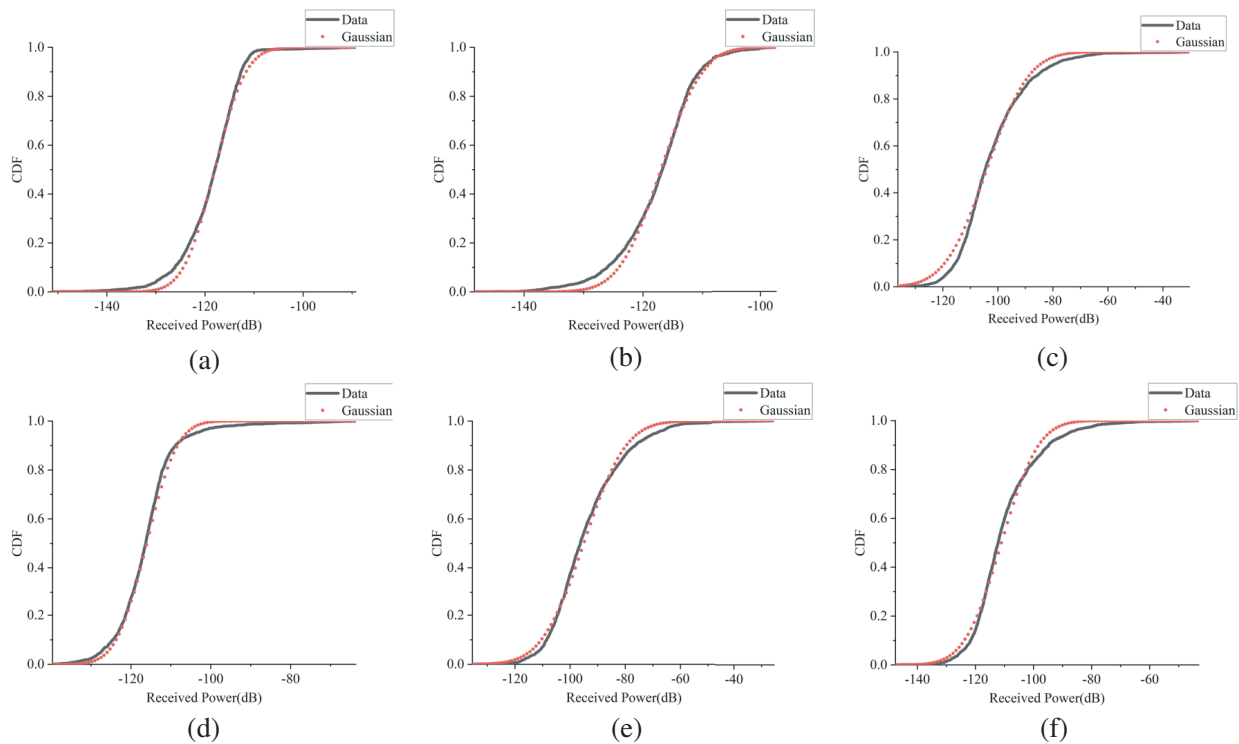 Data
Gaussian
1.0
0.8
0.6
0.4
0.2
0.0
CDF
-140
-120
-100
Received Power(dB)
(a)
Data
Gaussian
1.0
0.8
0.6
0.4
0.2
0.0
CDF
-140
-120
-100
Received Power(dB)
(b)
Data
Gaussian
1.0
0.8
0.6
0.4
0.2
0.0
CDF
-120
-100
-80
-60
-40
Received Power(dB)
(c)
Data
Gaussian
1.0
0.8
0.6
0.4
0.2
0.0
CDF
-120
-100
-80
Received Power(dB)
(d)
Data
Gaussian
1.0
0.8
0.6
0.4
0.2
0.0
CDF
-120
-100
-80
-60
-40
Received Power(dB)
(e)
Data
Gaussian
1.0
0.8
0.6
0.4
0.2
0.0
CDF
-140
-120
-100
-80
-60
Received Power(dB)
(f)